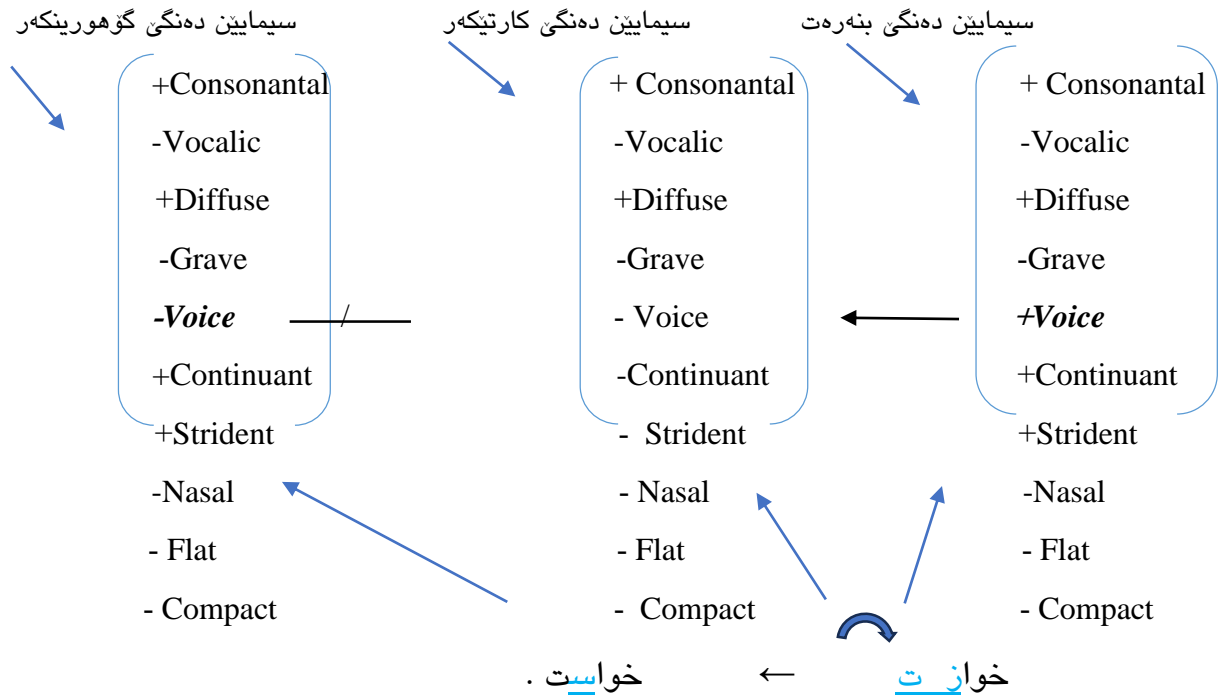 سیمایێن دەنگێ بنەرەت
+ Consonantal
-Vocalic
+Diffuse
-Grave
+Voice
+Continuant
+Strident
-Nasal
- Flat
- Compact
سیمایێن دەنگێ کارتێکەر
+ Consonantal
-Vocalic
+Diffuse
-Grave
- Voice
-Continuant
- Strident
- Nasal
- Flat
- Compact
سیمایێن دەنگێ گۆهورینکەر
+Consonantal
-Vocalic
+Diffuse
-Grave
-Voice /
+Continuant
+Strident
-Nasal
- Flat
- Compact
خواز ت ← خواست .